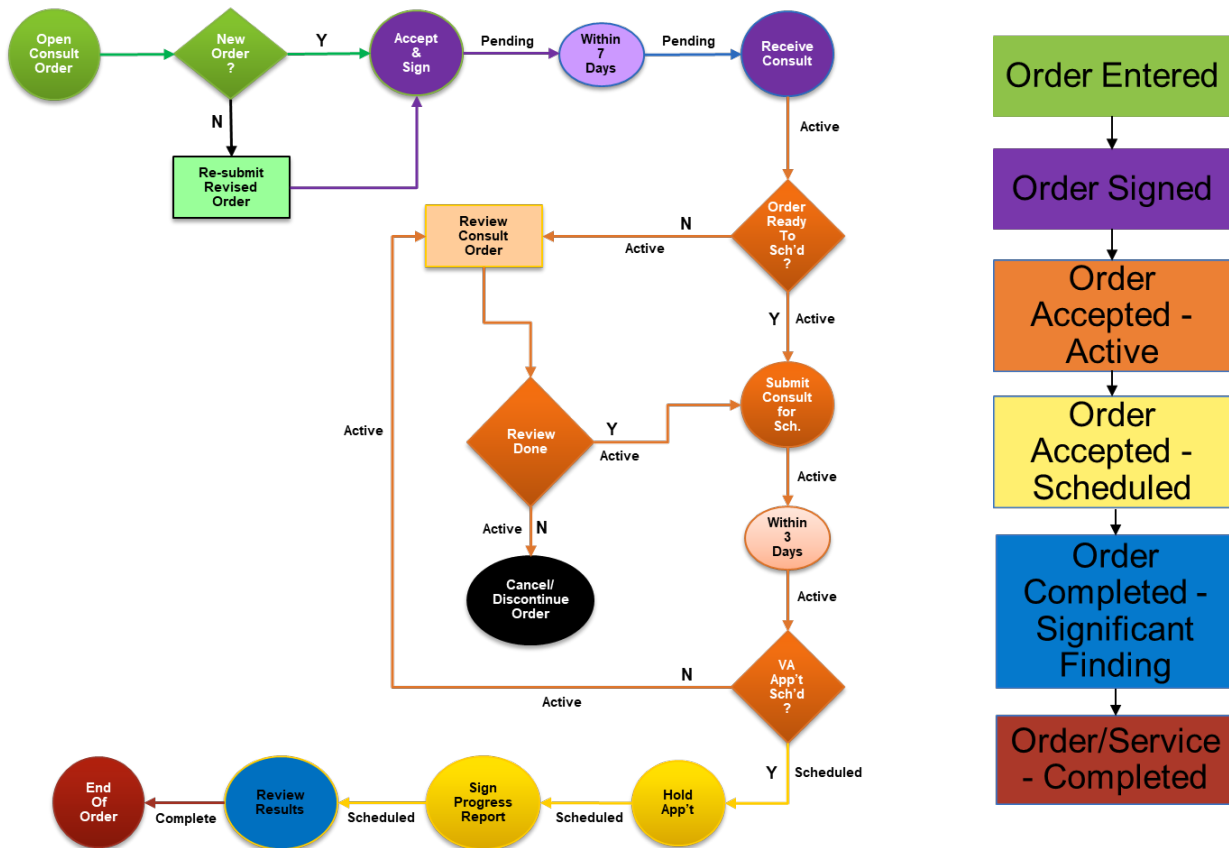 Open
Consult
Order
New
Order
?
Y
Accept
&
Sign
Pending
Within
7
Days
Pending
Receive
Consult
N
Re-submit
Revised
Order
Active
Order
Ready
To
Sch'd
?
N
Active
Review
Consult
Order
Y
Active
Submit
Consult
for
Sch.
Review
Done
Y
Active
Active
Active
N
Cancel/
Discontinue
Order
Active
Within
3
Days
Active
VA
App't
Sch'd
?
N
Active
Y
Scheduled
Hold
App't
Scheduled
Sign
Progress
Report
Scheduled
Review
Results
Complete
End
Of
Order
Order Entered
Order Signed
Order
Accepted -
Active
Order
Accepted -
Scheduled
Order
Completed -
Significant
Finding
Order/Service
- Completed